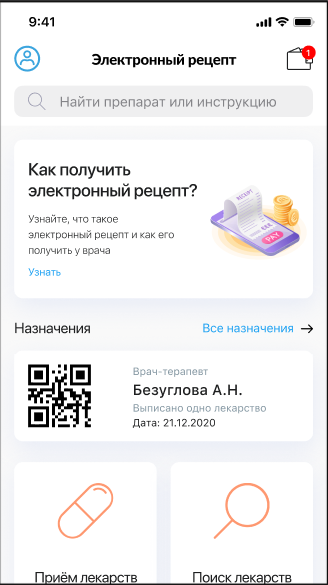 9:41
Электронный рецепт
1
Найти препарат или инструкцию
Как получить
электронный рецепт?
Узнайте, что такое
электронный рецепт и как его
получить у врача
Узнать
RECEIPT
PAY
Назначения
Все назначения
Врач-терапевт
Безуглова А.Н.
Выписано одно лекарство
Дата: 21.12.2020
Приём лекарств
Поиск лекарств